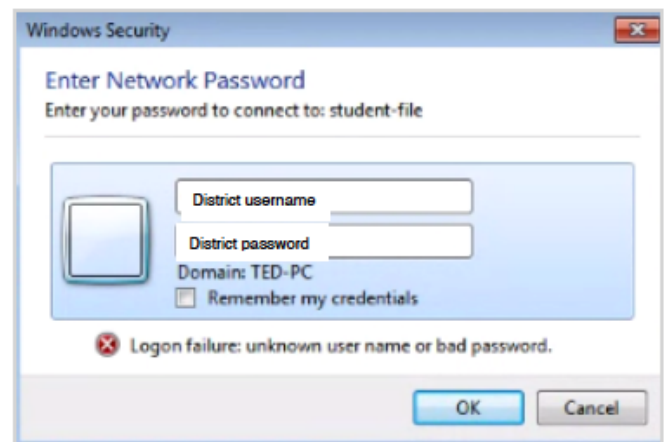 Windows Security
Enter Network Password
Enter your password to connect to: student-file
District username
District password
Domain: TED-PC
Remember my credentials
Logon failure: unknown user name or bad password.
OK
Cancel